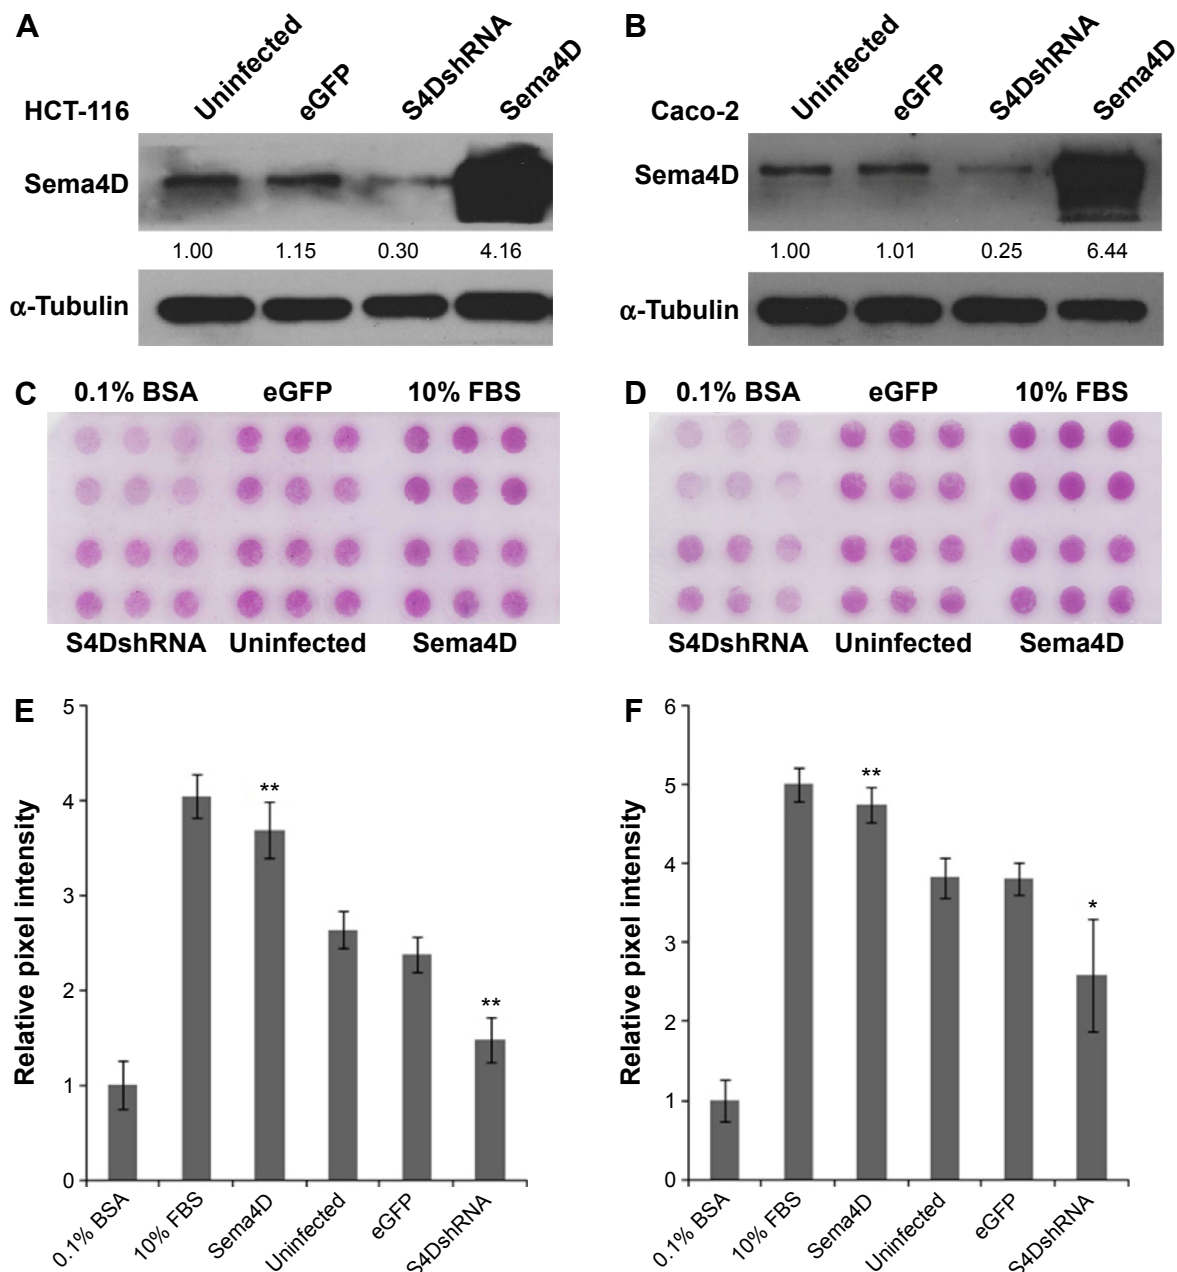 A
Uninfected eGFP S4DshRNA Sema4D
HCT-116
Sema4D
1.00 1.15 0.30 4.16
α-Tubulin
B
Uninfected eGFP S4DshRNA Sema4D
Caco-2
Sema4D
1.00 1.01 0.25 6.44
α-Tubulin
C 0.1% BSA eGFP 10% FBS
S4DshRNA Uninfected Sema4D
D 0.1% BSA eGFP 10% FBS
S4DshRNA Uninfected Sema4D
E
Relative pixel intensity
5
4
3
2
1
0
**
**
0.1% BSA 10% FBS Sema4D Uninfected eGFP S4DshRNA
F
Relative pixel intensity
6
5
4
3
2
1
0
**
*
0.1% BSA 10% FBS Sema4D Uninfected eGFP S4DshRNA